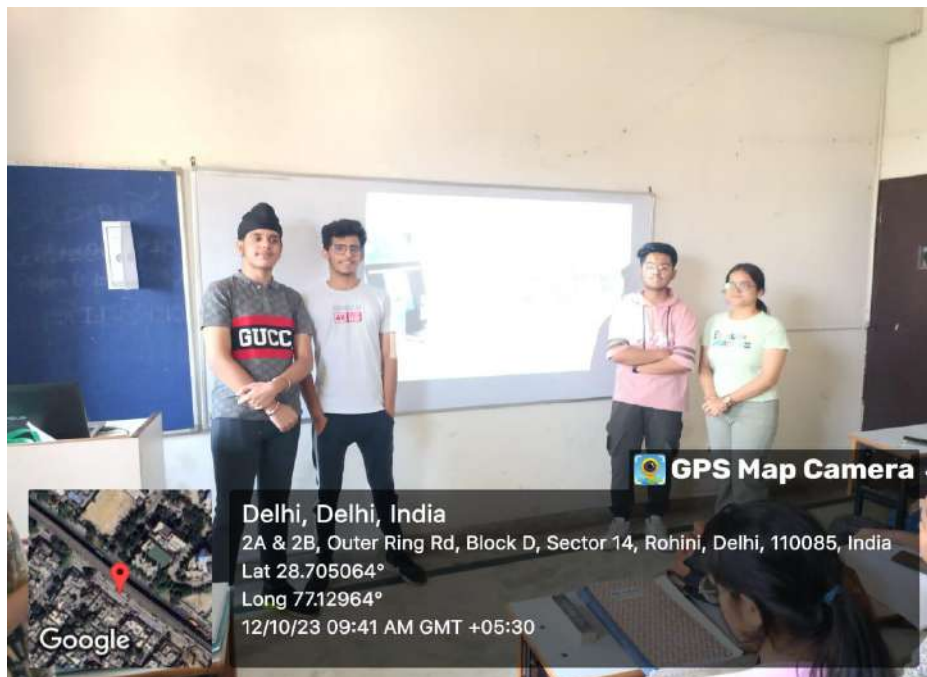 GUCC
GPS Map Camera
Delhi, Delhi, India
2A & 2B, Outer Ring Rd, Block D, Sector 14, Rohini, Delhi, 110085, India
Lat 28.705064°
Long 77.12964°
12/10/23 09:41 AM GMT +05:30
Google